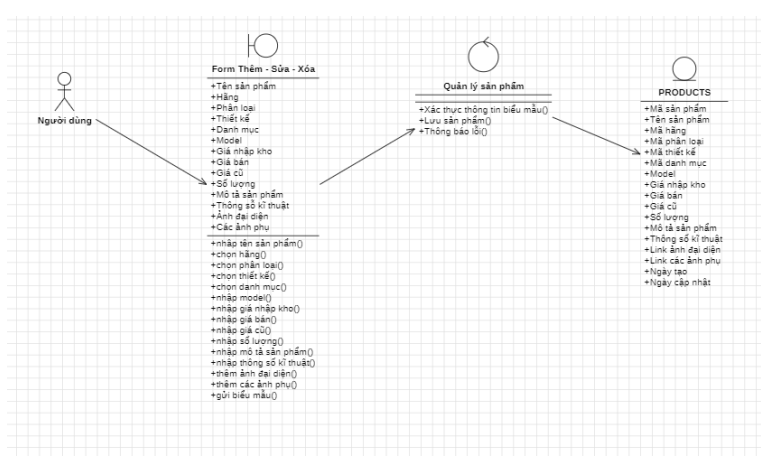 Người dùng
Form Thêm - Sửa - Xóa
+Tên sản phẩm
+Hãng
+Phân loại
+Thiết kế
+Danh mục
+Model
+Giá nhập kho
+Giá bán
+Giá cũ
+Số lượng
+Mô tả sản phẩm
+Thông số kĩ thuật
+Ảnh đại diện
+Các ảnh phụ
+nhập tên sản phẩm()
+chọn hãng()
+chọn phân loại()
+chọn thiết kế()
+chọn danh mục()
+nhập model()
+nhập giá nhập kho()
+nhập giá bán()
+nhập giá cũ()
+nhập số lượng()
+nhập mô tả sản phẩm()
+nhập thông số kĩ thuật()
+thêm ảnh đại diện()
+thêm các ảnh phụ()
+gửi biểu mẫu()
Quản lý sản phẩm
+Xác thực thông tin biểu mẫu()
+Lưu sản phẩm()
+Thông báo lỗi()
PRODUCTS
+Mã sản phẩm
+Tên sản phẩm
+Mã hãng
+Mã phân loại
+Mã thiết kế
+Mã danh mục
+Model
+Giá nhập kho
+Giá bán
+Giá cũ
+Số lượng
+Mô tả sản phẩm
+Thông số kĩ thuật
+Link ảnh đại diện
+Link các ảnh phụ
+Ngày tạo
+Ngày cập nhật